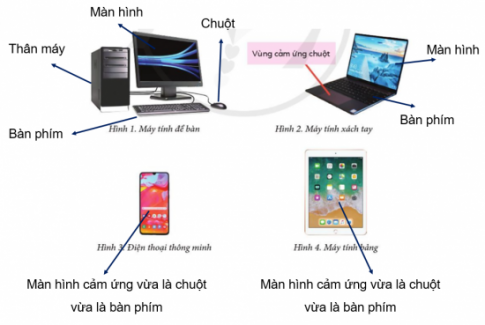 Màn hình
Chuột
Thân máy
Vùng cảm ứng chuột
Màn hình
Bàn phím
Bàn phím
Hình 1. Máy tính để bàn
Hình 2. Máy tính xách tay
Hình 3. Điện thoại thông minh
Hình 4. Máy tính bảng
Màn hình cảm ứng vừa là chuột
vừa là bàn phím
Màn hình cảm ứng vừa là chuột
vừa là bàn phím